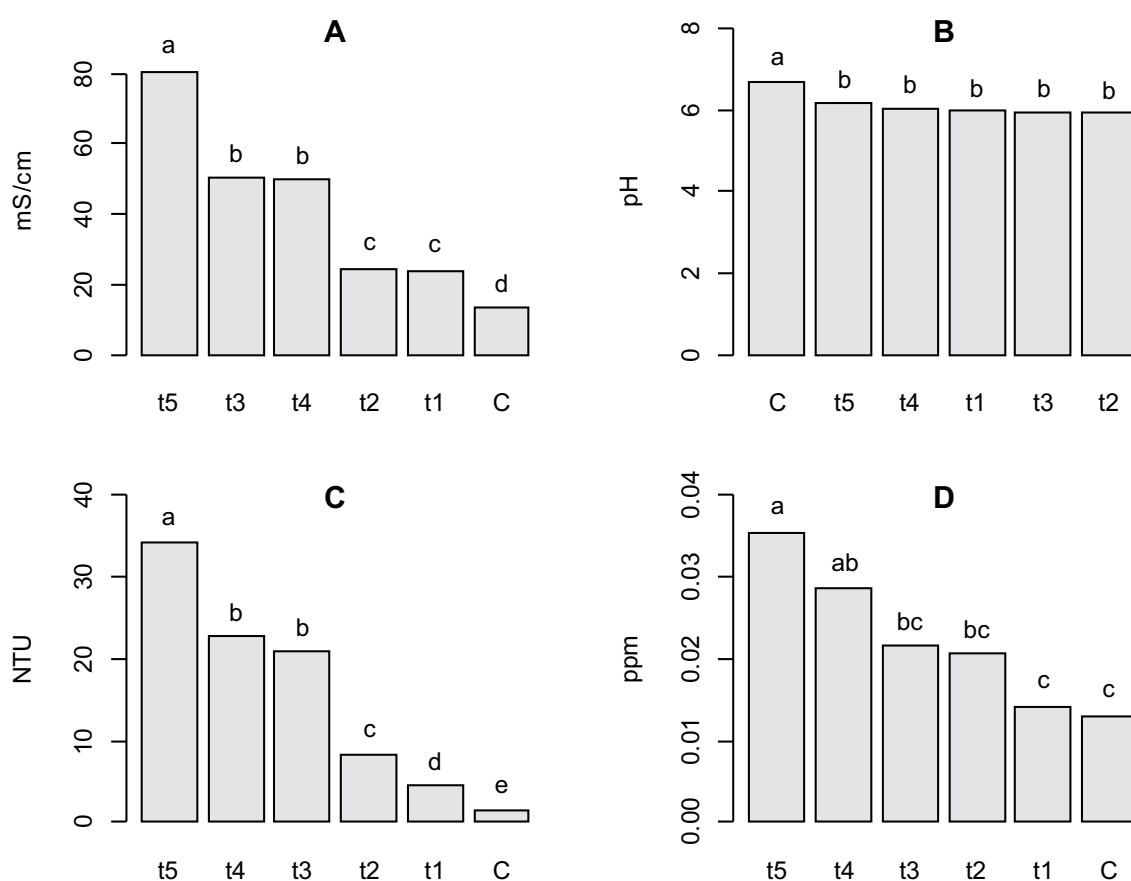 A
mS/cm
80
60
40
20
0
a
b
b
c
c
d
t5 t3 t4 t2 t1 C
B
pH
8
6
4
2
0
a
b
b
b
b
b
C t5 t4 t1 t3 t2
C
NTU
40
30
20
10
0
a
b
b
c
d
e
t5 t4 t3 t2 t1 C
D
ppm
0.04
0.03
0.02
0.01
0.00
a
ab
bc
bc
c
c
t5 t4 t3 t2 t1 C